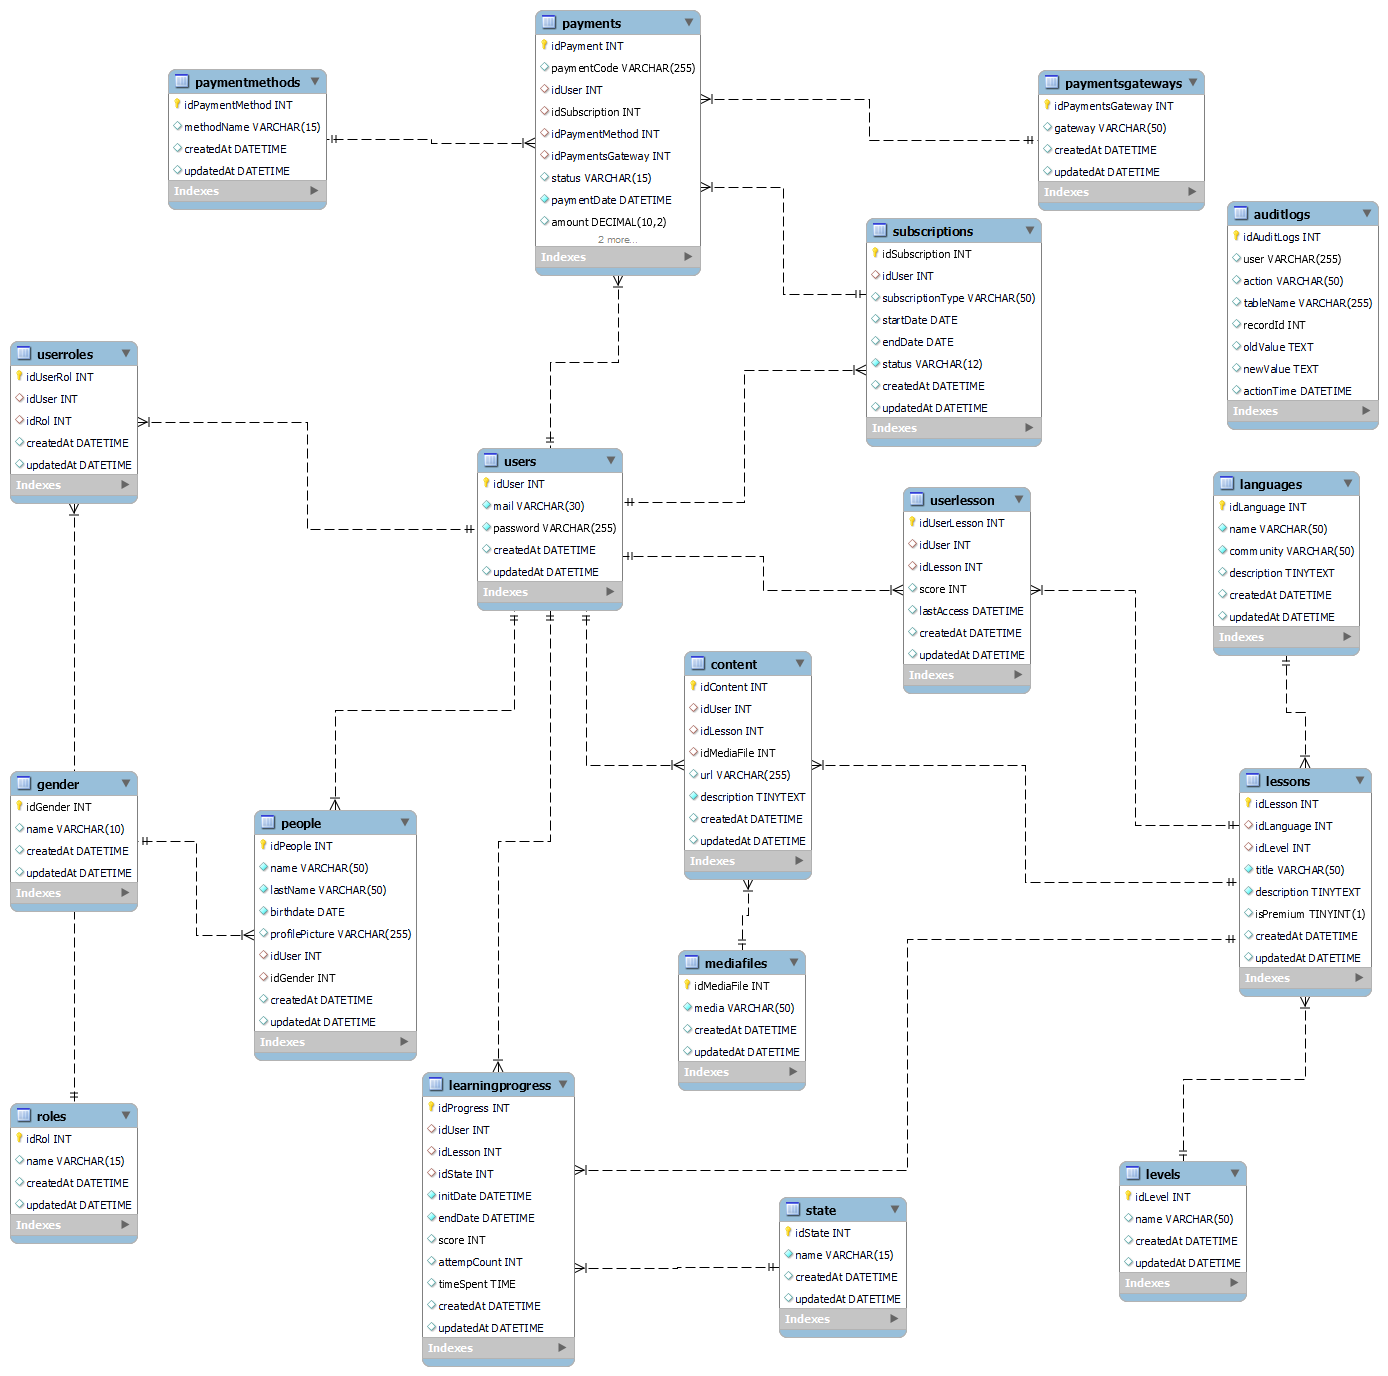 payments
idPayment INT
paymentCode VARCHAR(255)
idUser INT
idSubscription INT
idPaymentMethod INT
idPaymentsGateway INT
status VARCHAR(15)
paymentDate DATETIME
amount DECIMAL(10,2)
2 more...
Indexes
paymentmethods
idPaymentMethod INT
methodName VARCHAR(15)
createdAt DATETIME
updatedAt DATETIME
Indexes
paymentsgateways
idPaymentsGateway INT
gateway VARCHAR(50)
createdAt DATETIME
updatedAt DATETIME
Indexes
subscriptions
idSubscription INT
idUser INT
subscriptionType VARCHAR(50)
startDate DATE
endDate DATE
status VARCHAR(12)
createdAt DATETIME
updatedAt DATETIME
Indexes
auditlogs
idAuditLogs INT
user VARCHAR(255)
action VARCHAR(50)
tableName VARCHAR(255)
recordId INT
oldValue TEXT
newValue TEXT
actionTime DATETIME
Indexes
userroles
idUserRol INT
idUser INT
idRol INT
createdAt DATETIME
updatedAt DATETIME
Indexes
users
idUser INT
mail VARCHAR(30)
password VARCHAR(255)
createdAt DATETIME
updatedAt DATETIME
Indexes
userlesson
idUserLesson INT
idUser INT
idLesson INT
score INT
lastAccess DATETIME
createdAt DATETIME
updatedAt DATETIME
Indexes
languages
idLanguage INT
name VARCHAR(50)
community VARCHAR(50)
description TINYTEXT
createdAt DATETIME
updatedAt DATETIME
Indexes
content
idContent INT
idUser INT
idLesson INT
idMediaFile INT
url VARCHAR(255)
description TINYTEXT
createdAt DATETIME
updatedAt DATETIME
Indexes
gender
idGender INT
name VARCHAR(10)
createdAt DATETIME
updatedAt DATETIME
Indexes
people
idPeople INT
name VARCHAR(50)
lastName VARCHAR(50)
birthdate DATE
profilePicture VARCHAR(255)
idUser INT
idGender INT
createdAt DATETIME
updatedAt DATETIME
Indexes
lessons
idLesson INT
idLanguage INT
idLevel INT
title VARCHAR(50)
description TINYTEXT
isPremium TINYINT(1)
createdAt DATETIME
updatedAt DATETIME
Indexes
mediafiles
idMediaFile INT
media VARCHAR(50)
createdAt DATETIME
updatedAt DATETIME
Indexes
roles
idRol INT
name VARCHAR(15)
createdAt DATETIME
updatedAt DATETIME
Indexes
learningprogress
idProgress INT
idUser INT
idLesson INT
idState INT
initDate DATETIME
endDate DATETIME
score INT
attempCount INT
timeSpent TIME
createdAt DATETIME
updatedAt DATETIME
Indexes
state
idState INT
name VARCHAR(15)
createdAt DATETIME
updatedAt DATETIME
Indexes
levels
idLevel INT
name VARCHAR(50)
createdAt DATETIME
updatedAt DATETIME
Indexes